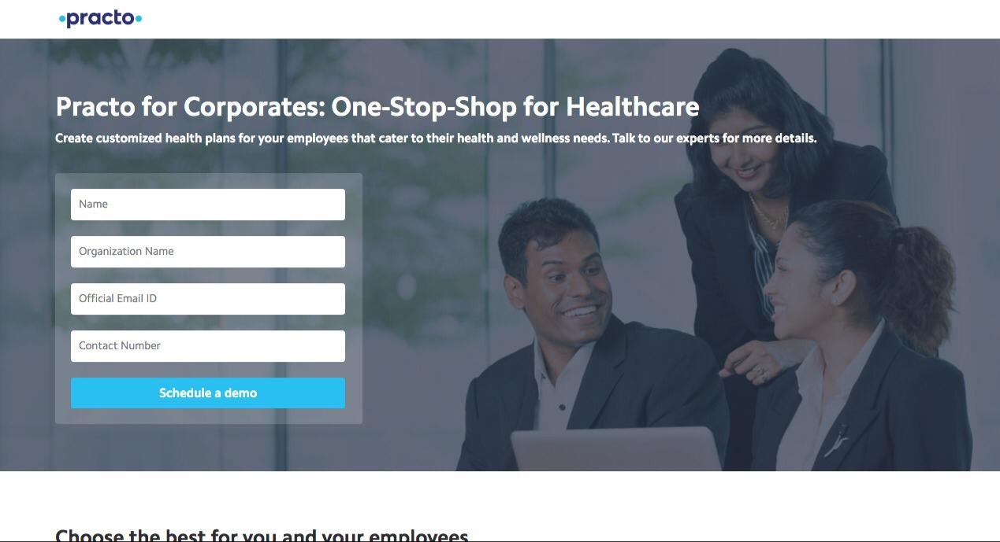 practo
Practo for Corporates: One-Stop-Shop for Healthcare
Create customized health plans for your employees that cater to their health and wellness needs. Talk to our experts for more details.
Name
Organization Name
Official Email ID
Contact Number
Schedule a demo
Choose the best for you and your employees